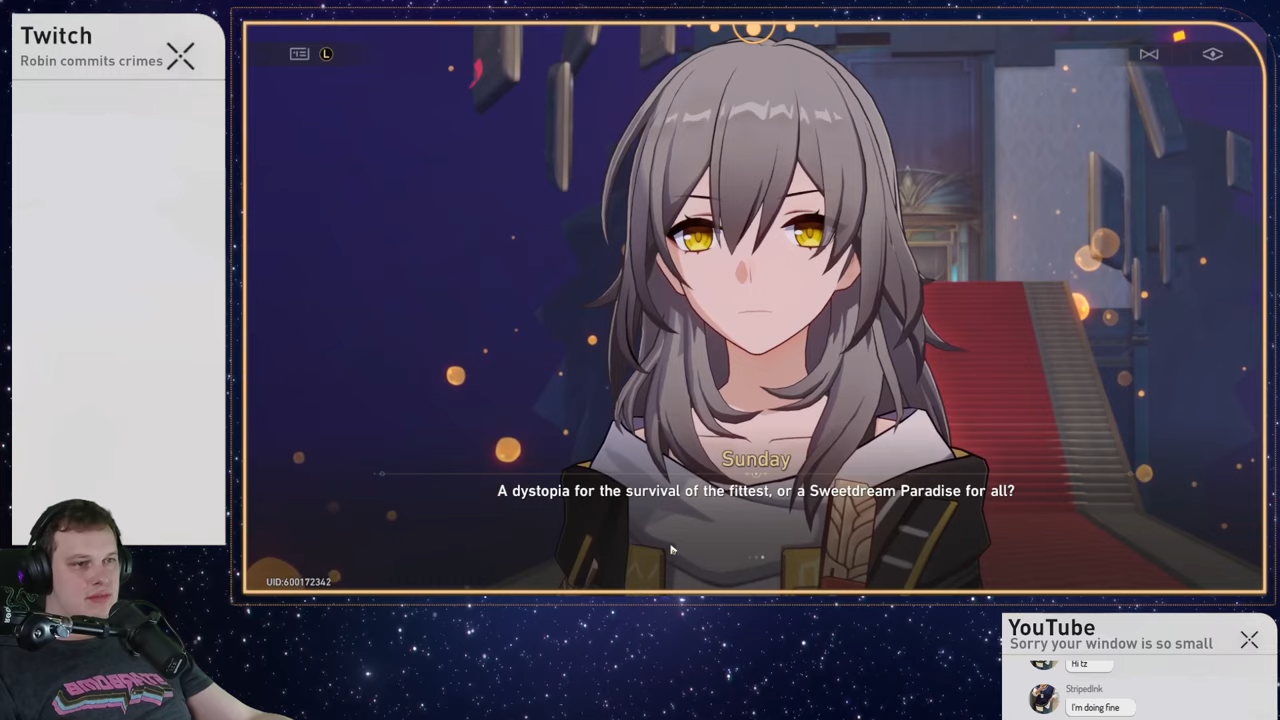 Twitch
Robin commits crimes
L
Sunday
A dystopia for the survival of the fittest, or a Sweetdream Paradise for all?
UID:600172342
YouTube
Sorry your window is so small
Hi tz
StripedInk
I'm doing fine